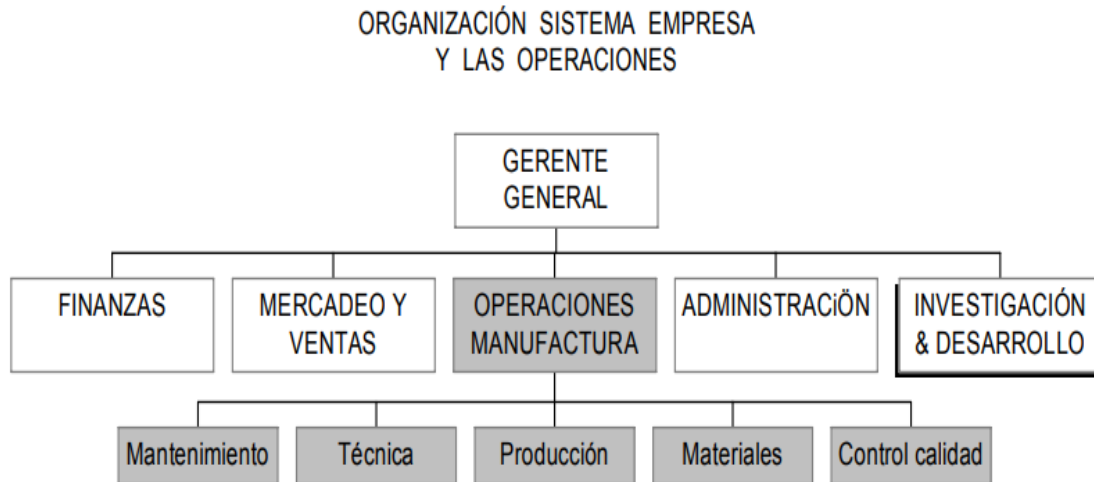 ORGANIZACIÓN SISTEMA EMPRESA
Y LAS OPERACIONES
GERENTE
GENERAL
FINANZAS
MERCADEO Y
VENTAS
OPERACIONES
MANUFACTURA
ADMINISTRACiÖN
INVESTIGACIÓN
& DESARROLLO
Mantenimiento
Técnica
Producción
Materiales
Control calidad